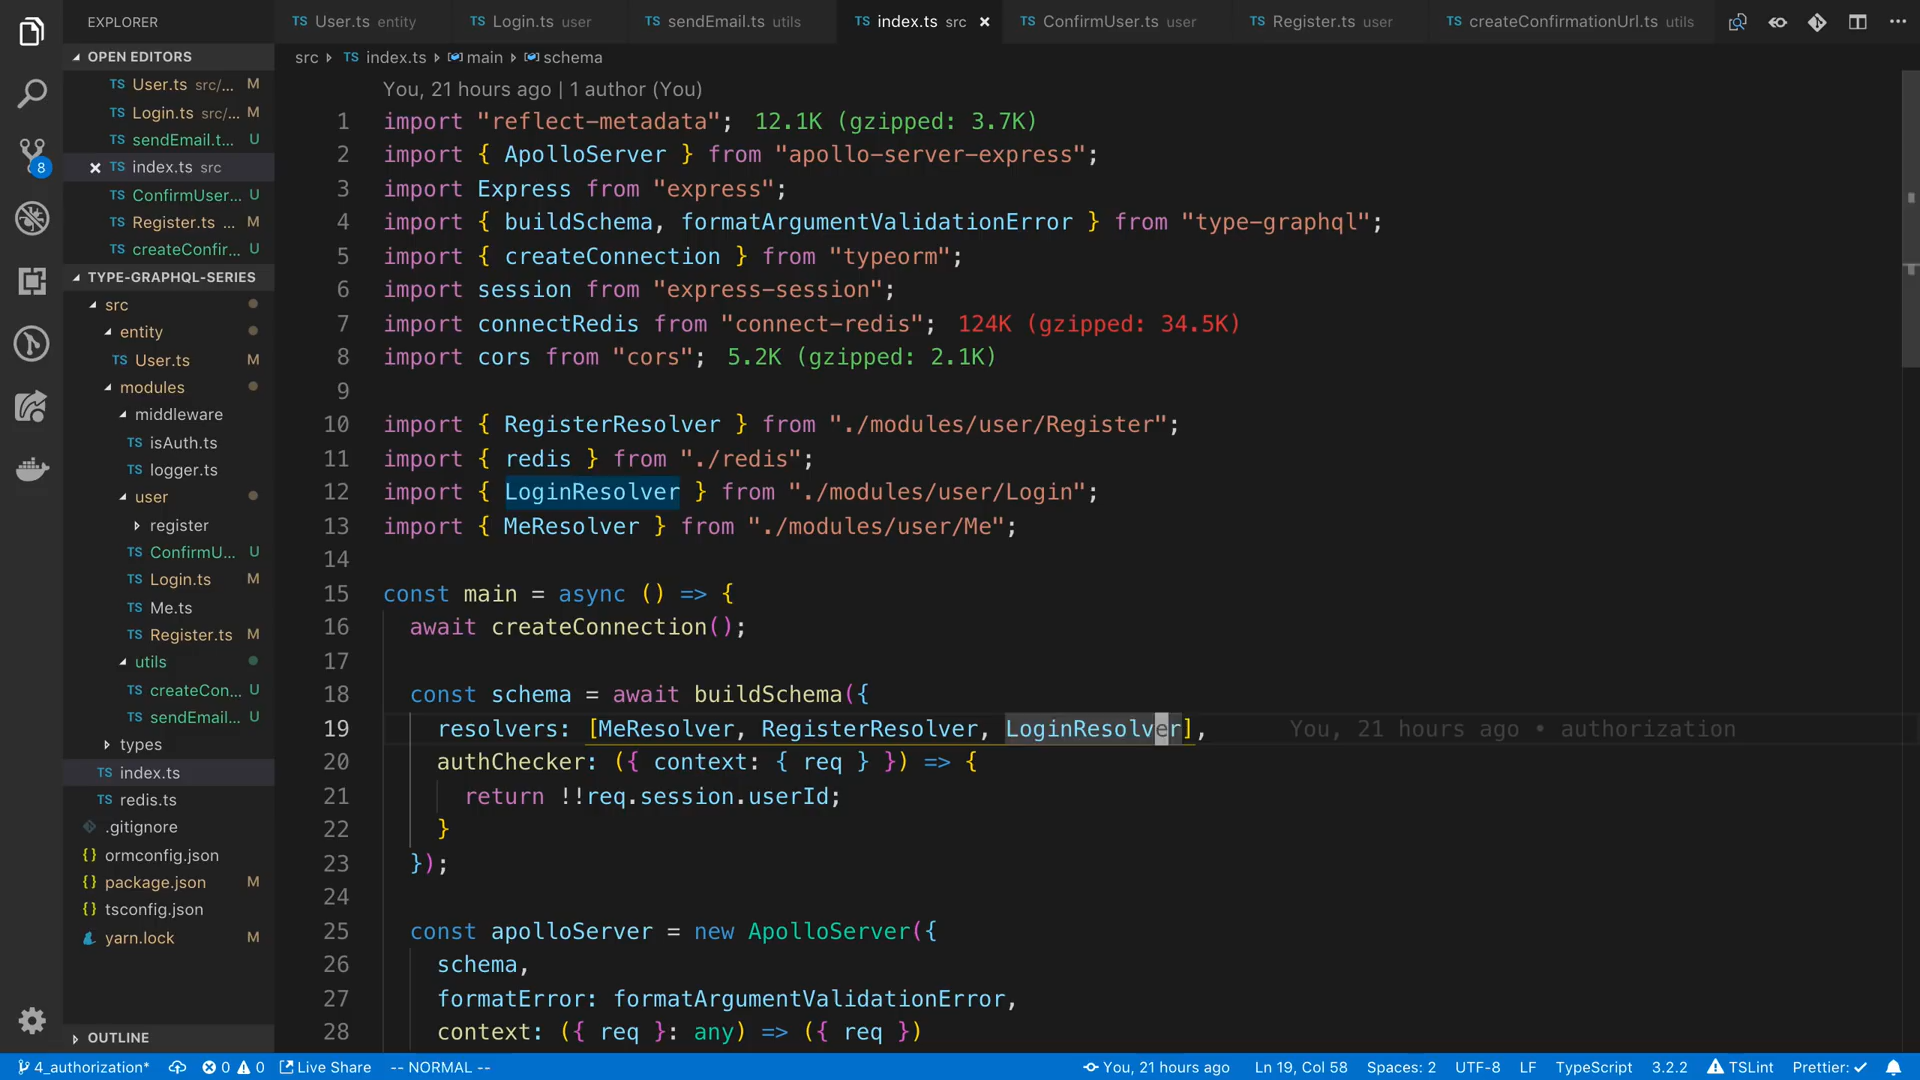 EXPLORER
User.ts entity
Login.ts user
sendEmail.ts utils
index.ts src
ConfirmUser.ts user
Register.ts user
createConfirmationUrl.ts utils
OPEN EDITORS
TS User.ts src/... M
TS Login.ts src/... M
TS sendEmail.t... U
TS index.ts src
TS ConfirmUser... U
TS Register.ts ... M
TS createConfir... U
TYPE-GRAPHQL-SERIES
src
entity
TS User.ts M
modules
middleware
TS isAuth.ts
TS logger.ts
user
register
TS ConfirmU... U
TS Login.ts M
TS Me.ts
TS Register.ts M
utils
TS createCon... U
TS sendEmail... U
types
TS index.ts
TS redis.ts
.gitignore
{} ormconfig.json
{} package.json M
{} tsconfig.json
yarn.lock M
OUTLINE
8
src TS index.ts main schema
You, 21 hours ago | 1 author (You)
1 import "reflect-metadata"; 12.1K (gzipped: 3.7K)
2 import { ApolloServer } from "apollo-server-express";
3 import Express from "express";
4 import { buildSchema, formatArgumentValidationError } from "type-graphql";
5 import { createConnection } from "typeorm";
6 import session from "express-session";
7 import connectRedis from "connect-redis"; 124K (gzipped: 34.5K)
8 import cors from "cors"; 5.2K (gzipped: 2.1K)
9
10 import { RegisterResolver } from "./modules/user/Register";
11 import { redis } from "./redis";
12 import { LoginResolver } from "./modules/user/Login";
13 import { MeResolver } from "./modules/user/Me";
14
15 const main = async () => {
16 await createConnection();
17
18 const schema = await buildSchema({
19 resolvers: [MeResolver, RegisterResolver, LoginResolver], You, 21 hours ago • authorization
20 authChecker: ({ context: { req } }) => {
21 return !!req.session.userId;
22 }
23 });
24
25 const apolloServer = new ApolloServer({
26 schema,
27 formatError: formatArgumentValidationError,
28 context: ({ req }: any) => ({ req })
4_authorization* 0 0 Live Share -- NORMAL -- You, 21 hours ago Ln 19, Col 58 Spaces: 2 UTF-8 LF TypeScript 3.2.2 TSLint Prettier: ✓